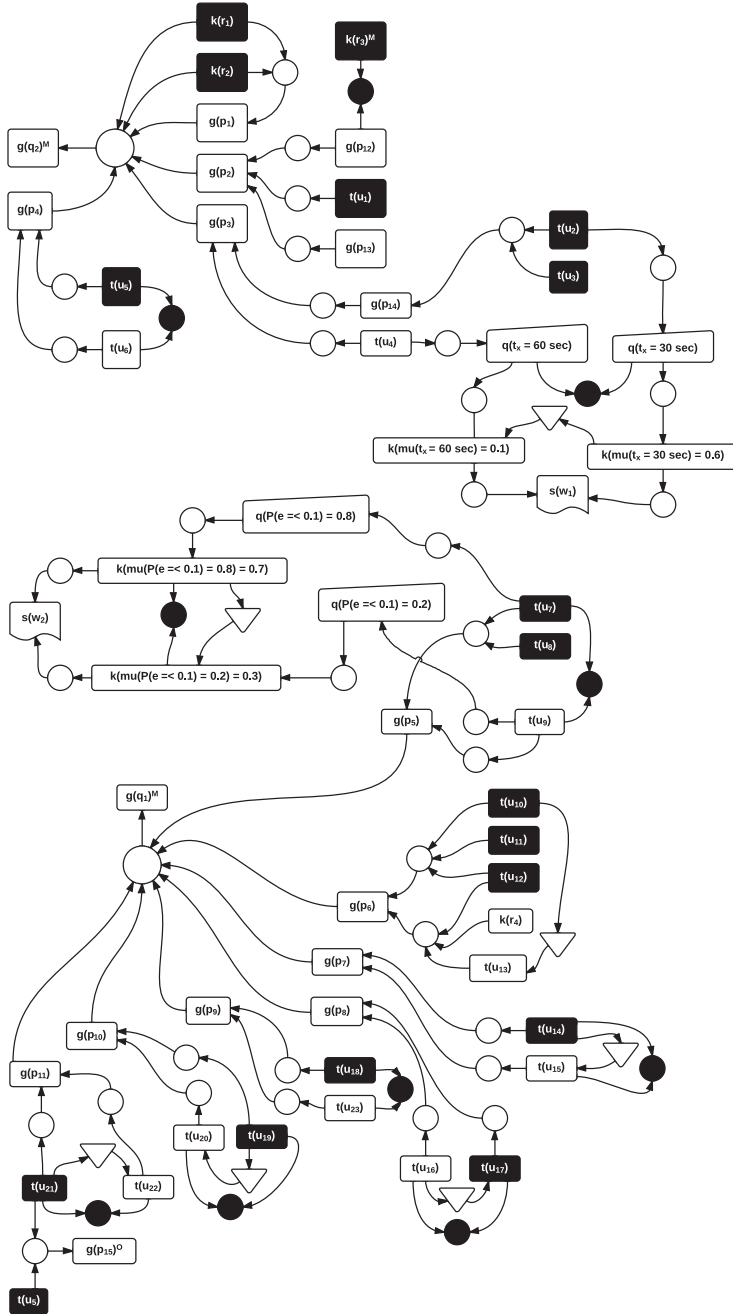 k(r₁)
k(r₃)ᴹ
k(r₂)
g(p₁)
g(q₂)ᴹ
g(p₁₂)
g(p₂)
t(u₁)
g(p₄)
g(p₃)
g(p₁₃)
t(u₂)
t(u₃)
t(u₅)
g(p₁₄)
t(u₆)
t(u₄)
q(tₓ = 60 sec)
q(tₓ = 30 sec)
k(mu(tₓ = 60 sec) = 0.1)
k(mu(tₓ = 30 sec) = 0.6)
s(w₁)
q(P(e =< 0.1) = 0.8)
k(mu(P(e =< 0.1) = 0.8) = 0.7)
q(P(e =< 0.1) = 0.2)
t(u₇)
s(w₂)
t(u₈)
k(mu(P(e =< 0.1) = 0.2) = 0.3)
g(p₅)
t(u₉)
g(q₁)ᴹ
t(u₁₀)
t(u₁₁)
t(u₁₂)
g(p₆)
k(r₄)
g(p₇)
t(u₁₃)
g(p₉)
g(p₈)
g(p₁₀)
t(u₁₄)
g(p₁₁)
t(u₁₈)
t(u₁₅)
t(u₂₃)
t(u₂₀)
t(u₁₉)
t(u₁₆)
t(u₁₇)
t(u₂₁)
t(u₂₂)
g(p₁₅)ᴼ
t(u₅)